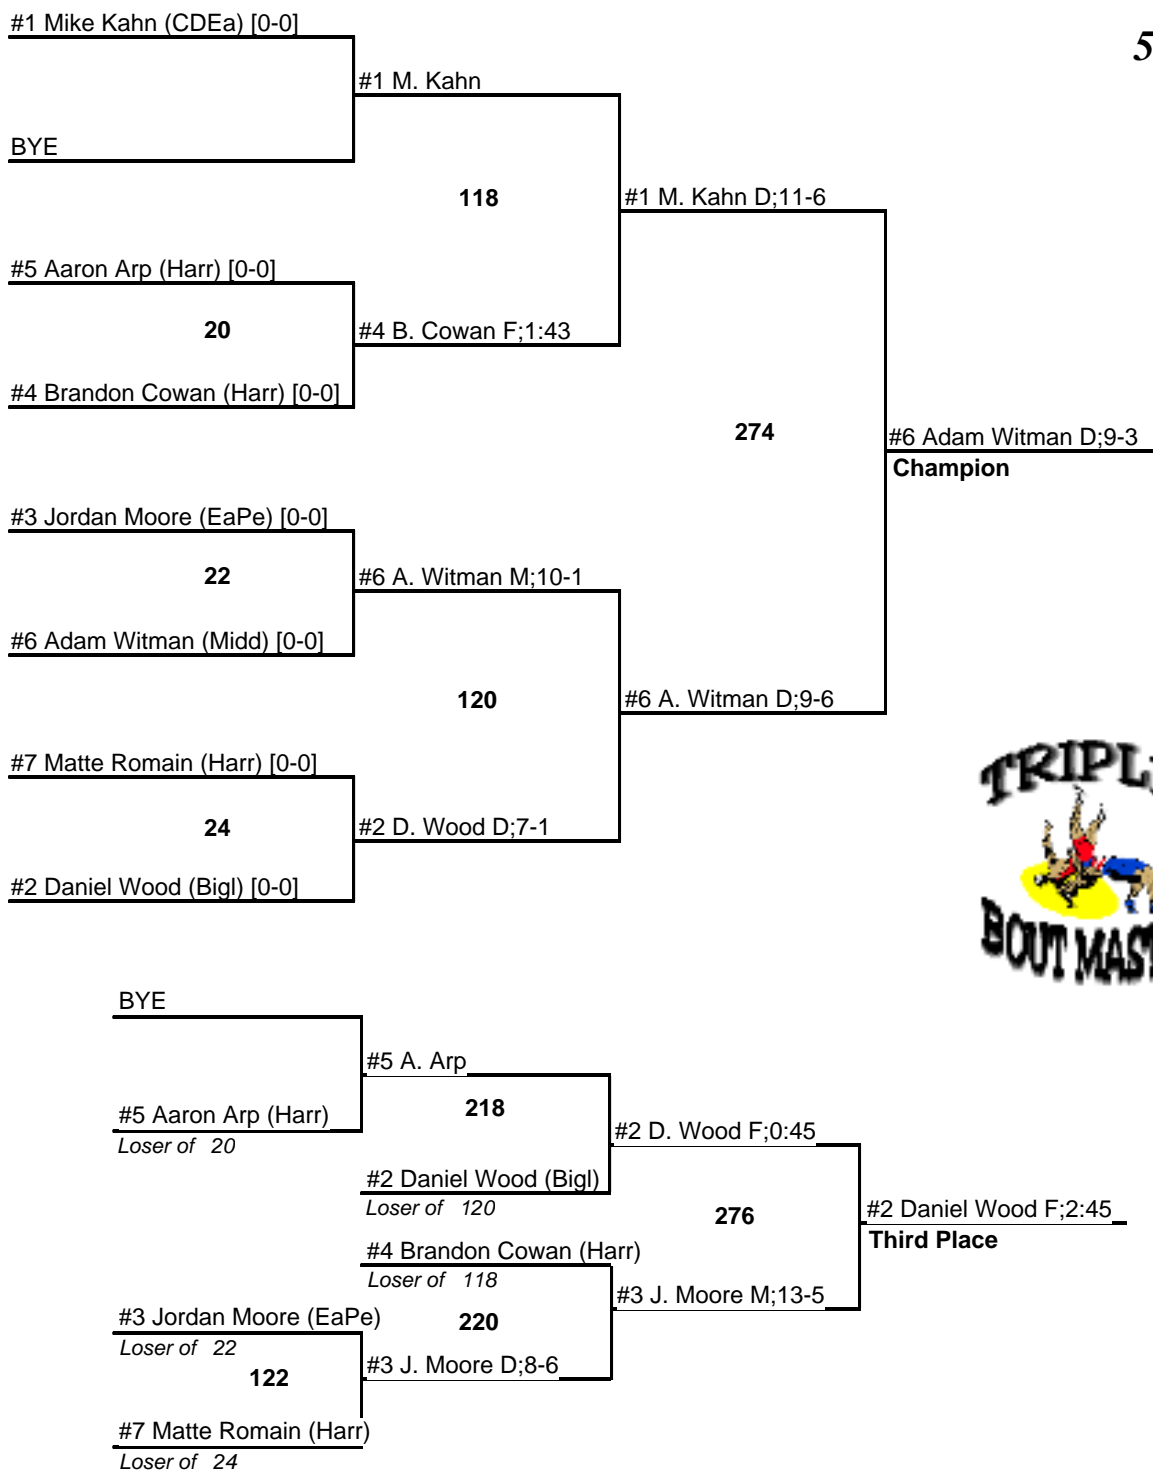 #1 Mike Kahn (CDEa) [0-0]
5
#1 M. Kahn
BYE
118
#1 M. Kahn D;11-6
#5 Aaron Arp (Harr) [0-0]
20
#4 B. Cowan F;1:43
#4 Brandon Cowan (Harr) [0-0]
274
#6 Adam Witman D;9-3
Champion
#3 Jordan Moore (EaPe) [0-0]
22
#6 A. Witman M;10-1
#6 Adam Witman (Midd) [0-0]
120
#6 A. Witman D;9-6
#7 Matte Romain (Harr) [0-0]
24
#2 D. Wood D;7-1
#2 Daniel Wood (Bigl) [0-0]
TRIPL
BOUT MAST
BYE
#5 A. Arp
#5 Aaron Arp (Harr)
Loser of 20
218
#2 D. Wood F;0:45
#2 Daniel Wood (Bigl)
Loser of 120
276
#2 Daniel Wood F;2:45
Third Place
#4 Brandon Cowan (Harr)
Loser of 118
#3 J. Moore M;13-5
#3 Jordan Moore (EaPe)
Loser of 22
220
122
#3 J. Moore D;8-6
#7 Matte Romain (Harr)
Loser of 24